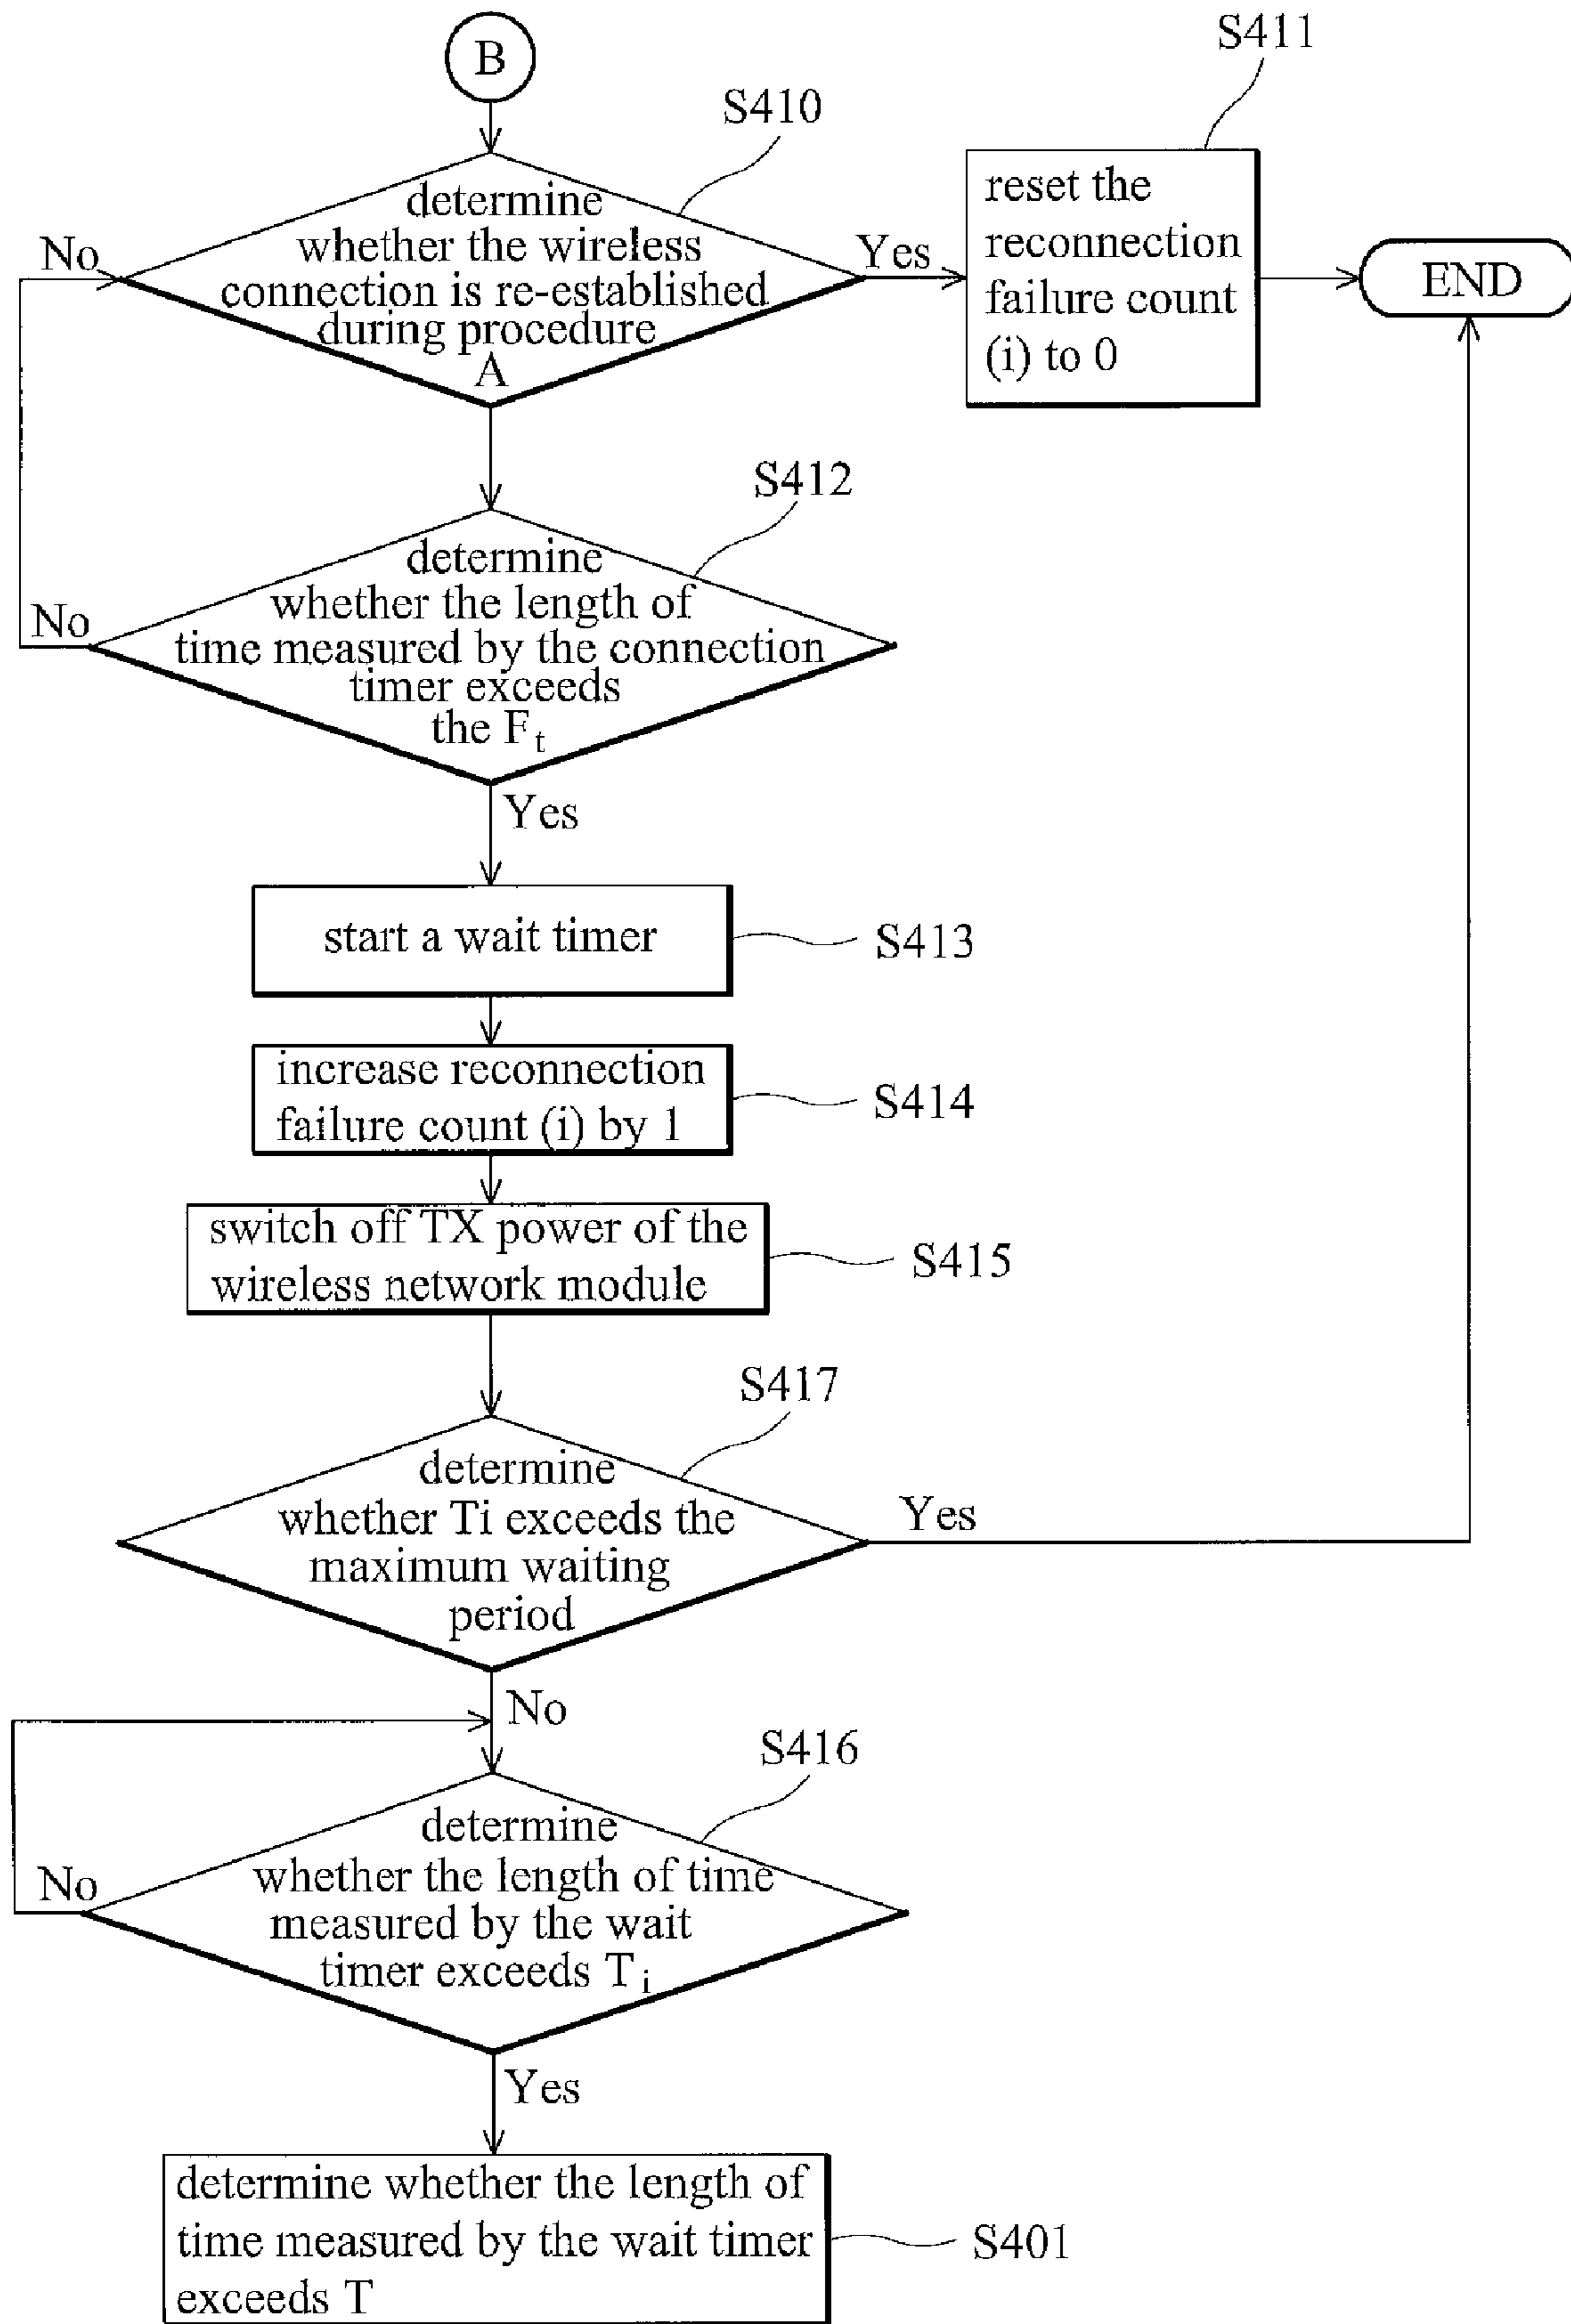 B
S410
S411
determine
whether the wireless
connection is re-established
during procedure
A
No
Yes
reset the
reconnection
failure count
(i) to 0
END
S412
determine
whether the length of
time measured by the connection
timer exceeds
the Ft
No
Yes
start a wait timer
S413
increase reconnection
failure count (i) by 1
S414
switch off TX power of the
wireless network module
S415
S417
determine
whether Ti exceeds the
maximum waiting
period
Yes
No
S416
determine
whether the length of time
measured by the wait
timer exceeds Ti
No
Yes
determine whether the length of
time measured by the wait timer
exceeds T
S401